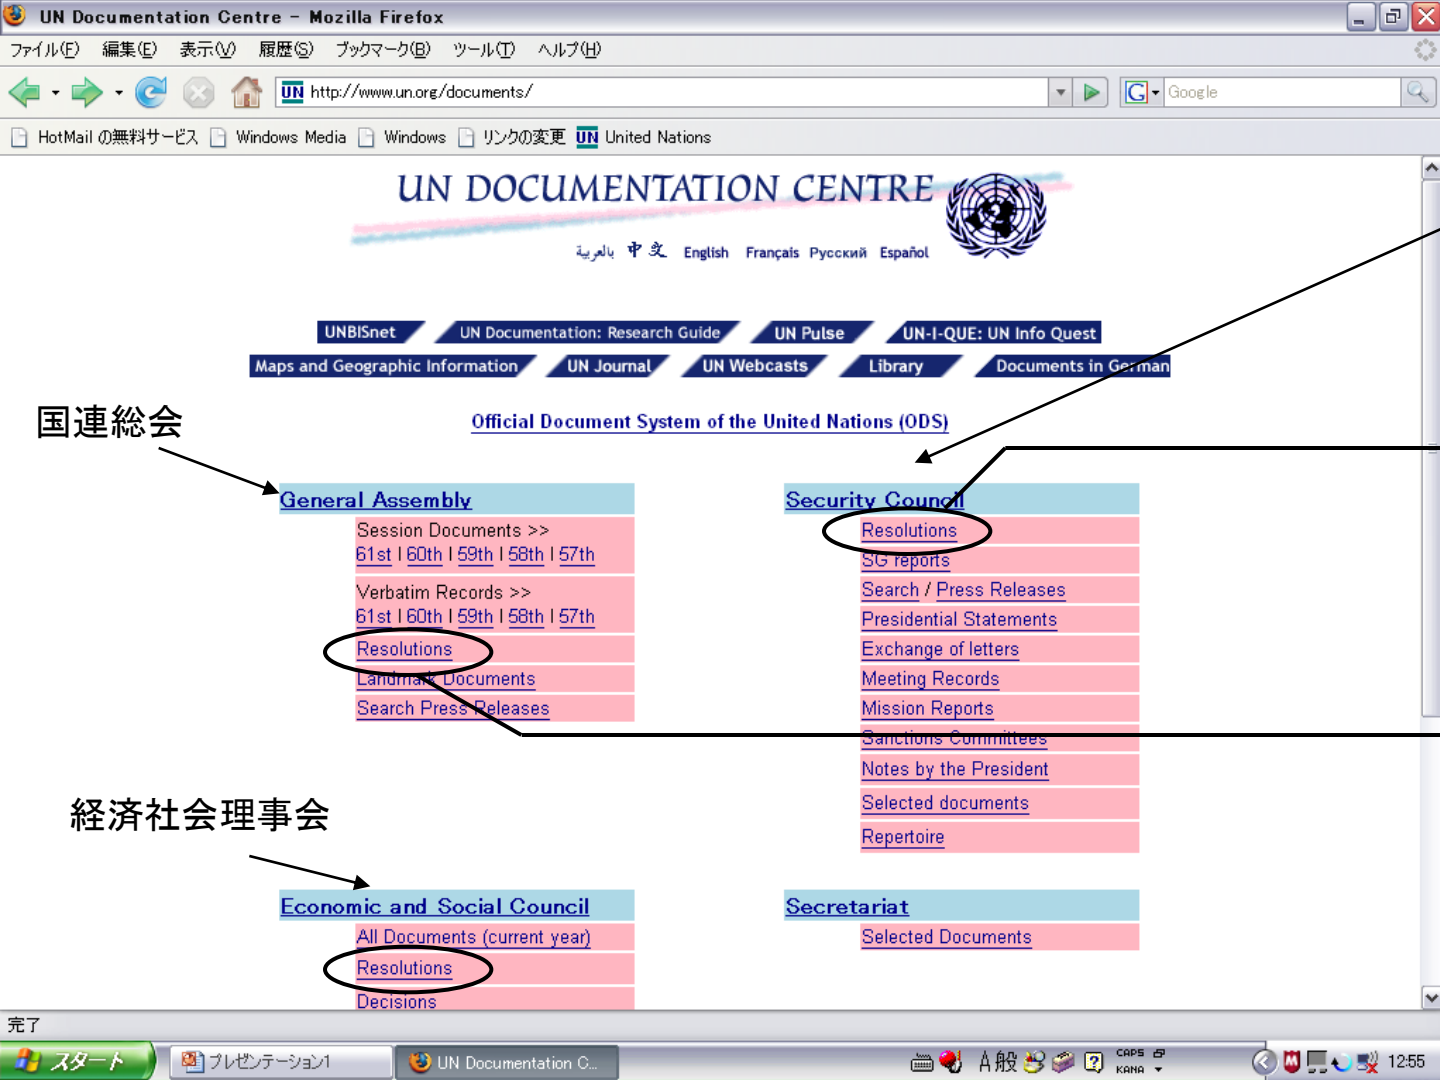 UN Documentation Centre - Mozilla Firefox
ファイル(F) 編集(E) 表示(V) 履歴(S) ブックマーク(B) ツール(T) ヘルプ(H)
UN http://www.un.org/documents/ G Google
HotMail の無料サービス Windows Media Windows リンクの変更 UN United Nations
UN DOCUMENTATION CENTRE
بالعربية 中文 English Français Русский Español
UNBISnet UN Documentation: Research Guide UN Pulse UN-I-QUE: UN Info Quest
Maps and Geographic Information UN Journal UN Webcasts Library Documents in German
国連総会
Official Document System of the United Nations (ODS)
General Assembly
Session Documents >>
61st | 60th | 59th | 58th | 57th
Verbatim Records >>
61st | 60th | 59th | 58th | 57th
Resolutions
Landmark Documents
Search Press Releases
Security Council
Resolutions
SG reports
Search / Press Releases
Presidential Statements
Exchange of letters
Meeting Records
Mission Reports
Sanctions Committees
Notes by the President
Selected documents
Repertoire
経済社会理事会
Economic and Social Council
All Documents (current year)
Resolutions
Decisions
Secretariat
Selected Documents
完了
スタート プレゼンテーション1 UN Documentation C... A 般 CAPS KANA 12:55